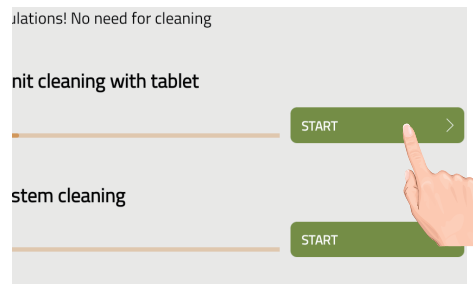 ulations! No need for cleaning
nit cleaning with tablet
START
stem cleaning
START